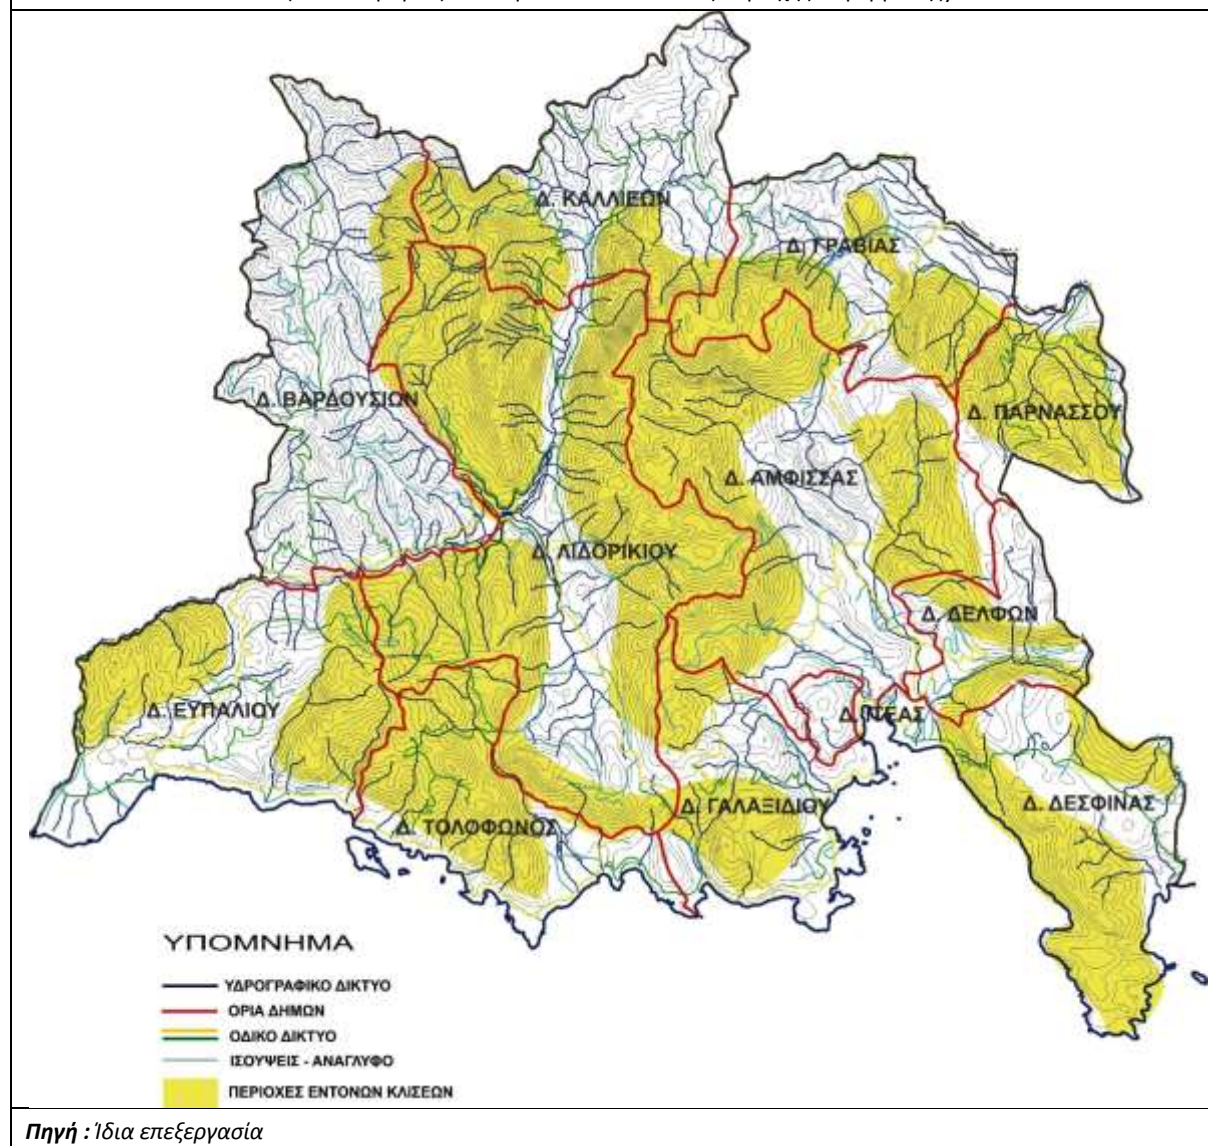 Δ. ΚΑΛΛΙΕΩΝ
Δ. ΓΡΑΒΙΑΣ
Δ. ΒΑΡΔΟΥΣΙΩΝ
Δ. ΠΑΡΝΑΣΣΟΥ
Δ. ΑΜΦΙΣΣΑΣ
Δ. ΛΙΔΟΡΙΚΙΟΥ
Δ. ΔΕΛΦΩΝ
Δ. ΕΥΠΑΛΙΟΥ
Δ. ΙΤΕΑΣ
Δ. ΓΑΛΑΞΙΔΙΟΥ
Δ. ΔΕΣΦΙΝΑΣ
Δ. ΤΟΛΟΦΩΝΟΣ
ΥΠΟΜΝΗΜΑ
ΥΔΡΟΓΡΑΦΙΚΟ ΔΙΚΤΥΟ
ΟΡΙΑ ΔΗΜΩΝ
ΟΔΙΚΟ ΔΙΚΤΥΟ
ΙΣΟΥΨΕΙΣ - ΑΝΑΓΛΥΦΟ
ΠΕΡΙΟΧΕΣ ΕΝΤΟΝΩΝ ΚΛΙΣΕΩΝ
Πηγή : Ίδια επεξεργασία